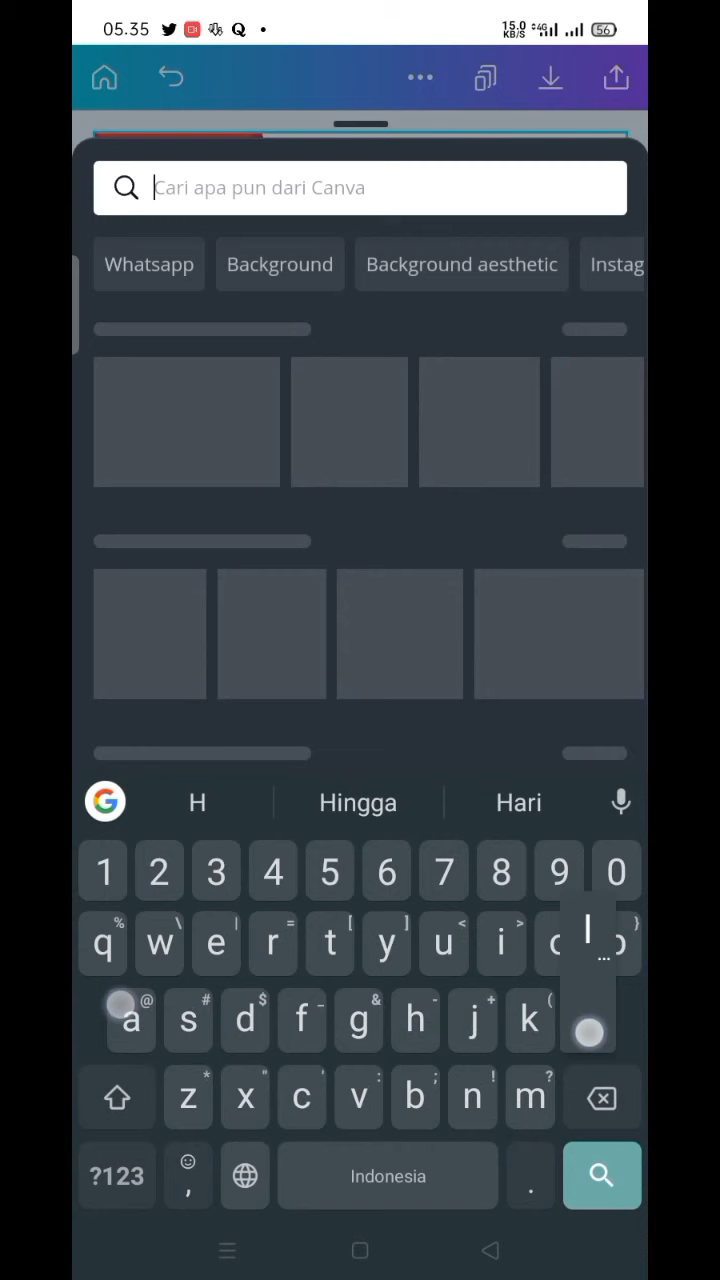 05.35 15.0 KB/S 4G 56
Cari apa pun dari Canva
Whatsapp Background Background aesthetic Instag
H Hingga Hari
1 2 3 4 5 6 7 8 9 0
% \ | = [ ] < > }
q w e r t y u i o p
l ...
@ # $ _ & - + (
a s d f g h j k
* " ' : ; ! ?
z x c v b n m
?123 , Indonesia .